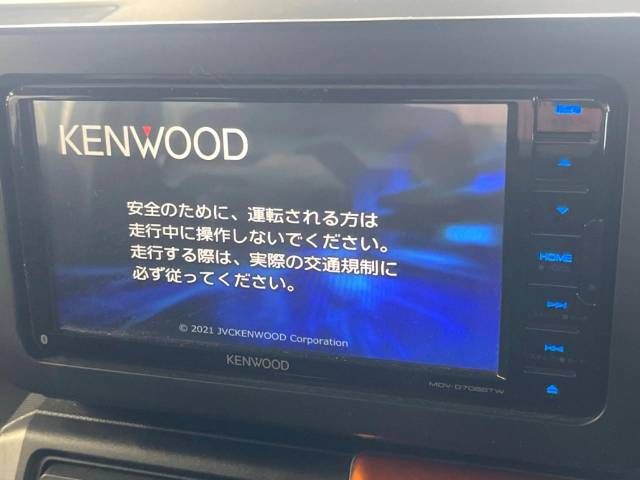 KENWOOD
安全のために、運転される方は
走行中に操作しないでください。
走行する際は、実際の交通規制に
必ず従ってください。
© 2021 JVCKENWOOD Corporation
KENWOOD
HOME